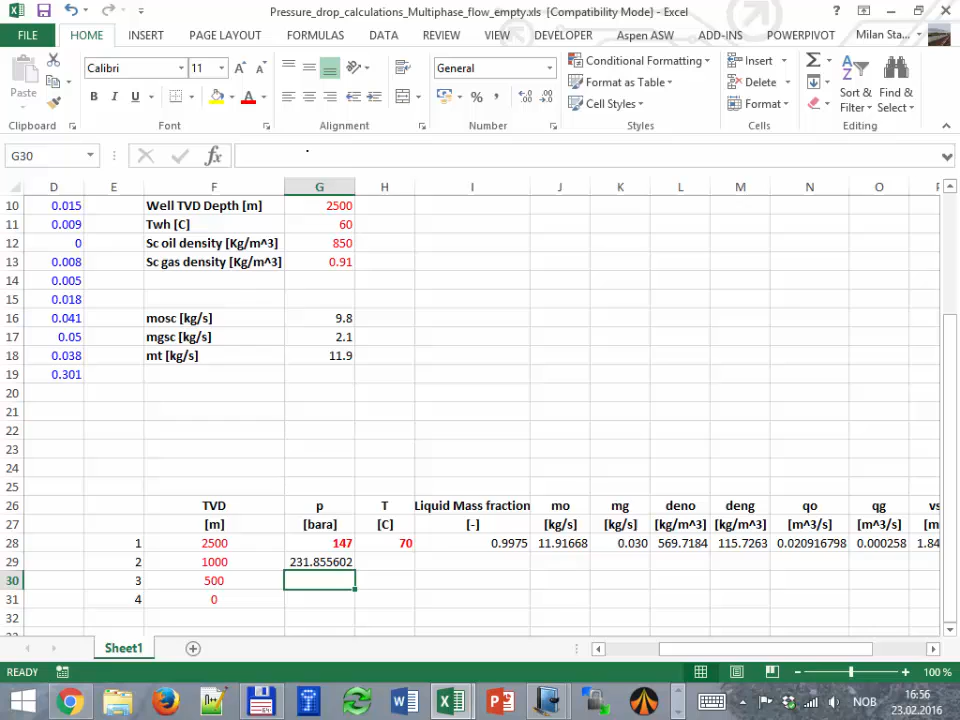 Pressure_drop_calculations_Multiphase_flow_empty.xls [Compatibility Mode] - Excel
FILE HOME INSERT PAGE LAYOUT FORMULAS DATA REVIEW VIEW DEVELOPER Aspen ASW ADD-INS POWERPIVOT Milan Sta...
Paste
Calibri 11 A A
B I U A
General
% ,
Conditional Formatting
Format as Table
Cell Styles
Insert
Delete
Format
Sort & Filter
Find & Select
Clipboard Font Alignment Number Styles Cells Editing
G30 fx
D E F G H I J K L M N O P
10 0.015 Well TVD Depth [m] 2500
11 0.009 Twh [C] 60
12 0 Sc oil density [Kg/m^3] 850
13 0.008 Sc gas density [Kg/m^3] 0.91
14 0.005
15 0.018
16 0.041 mosc [kg/s] 9.8
17 0.05 mgsc [kg/s] 2.1
18 0.038 mt [kg/s] 11.9
19 0.301
20
21
22
23
24
25
26 TVD p T Liquid Mass fraction mo mg deno deng qo qg vs
27 [m] [bara] [C] [-] [kg/s] [kg/s] [kg/m^3] [kg/m^3] [m^3/s] [m^3/s] [m
28 1 2500 147 70 0.9975 11.91668 0.030 569.7184 115.7263 0.020916798 0.000258 1.84
29 2 1000 231.855602
30 3 500
31 4 0
32
Sheet1
READY 100 %
NOB 16:56
23.02.2016